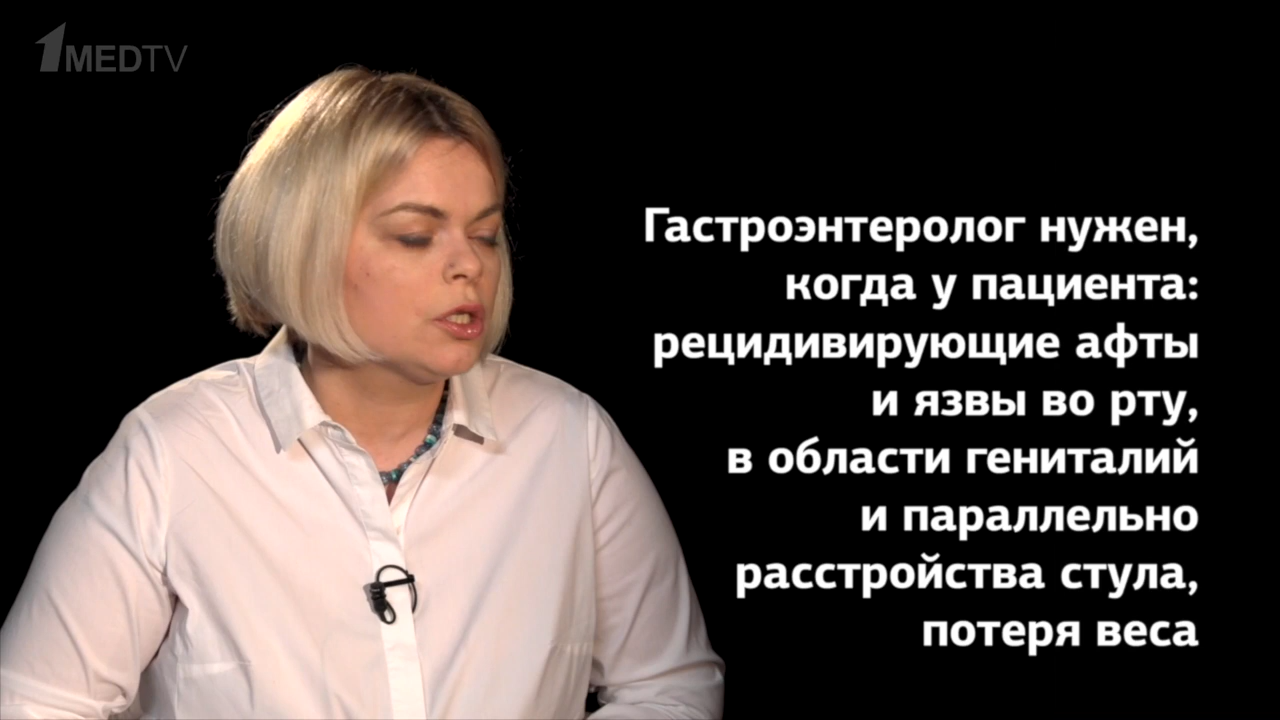 1MEDTV
Гастроэнтеролог нужен,
когда у пациента:
рецидивирующие афты
и язвы во рту,
в области гениталий
и параллельно
расстройства стула,
потеря веса